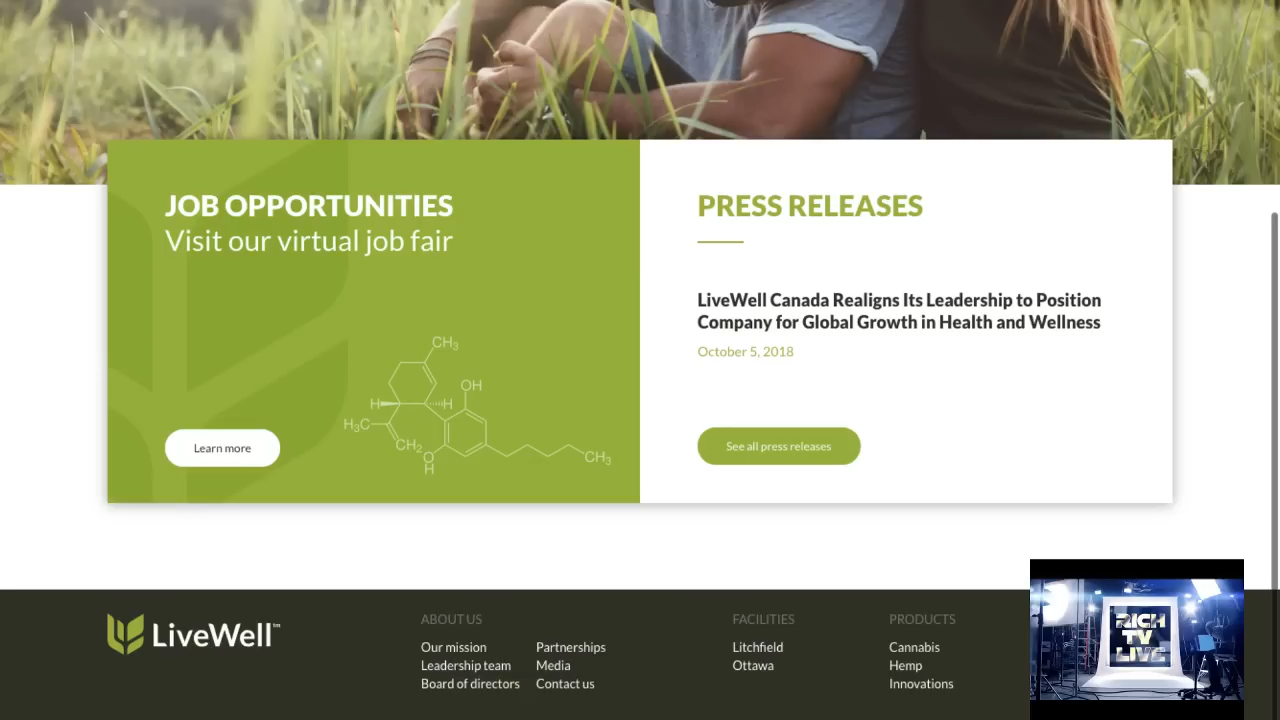 JOB OPPORTUNITIES
Visit our virtual job fair
CH3
OH
H
H
H3C
CH2
O
H
CH3
Learn more
PRESS RELEASES
LiveWell Canada Realigns Its Leadership to Position
Company for Global Growth in Health and Wellness
October 5, 2018
See all press releases
LiveWell™
ABOUT US
Our mission
Leadership team
Board of directors
Partnerships
Media
Contact us
FACILITIES
Litchfield
Ottawa
PRODUCTS
Cannabis
Hemp
Innovations
RICH
TV
LIVE